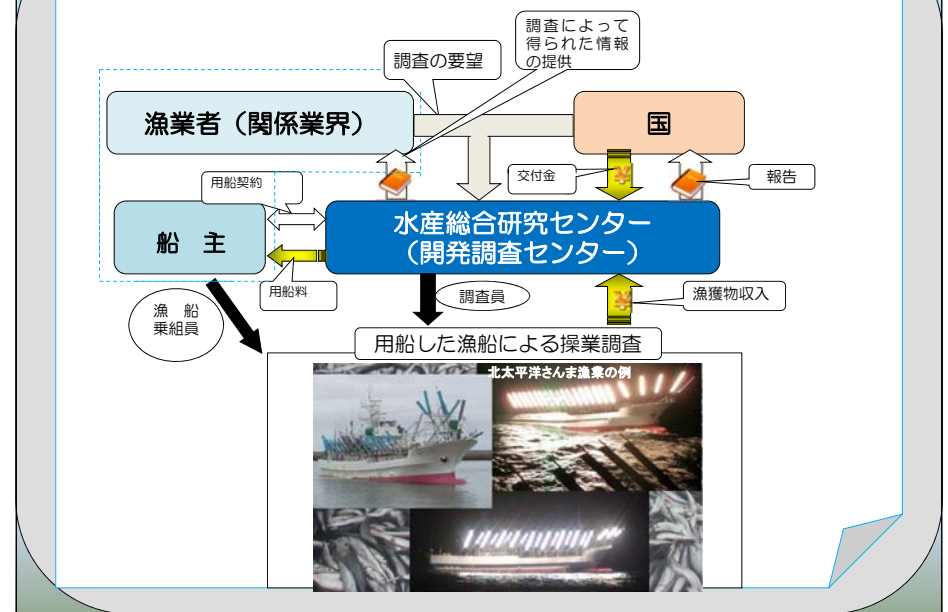 調査によって
得られた情報
の提供
調査の要望
漁業者（関係業界）
国
用船契約
交付金
報告
水産総合研究センター
（開発調査センター）
船　主
用船料
調査員
漁獲物収入
漁　船
乗組員
用船した漁船による操業調査
北太平洋さんま漁業の例